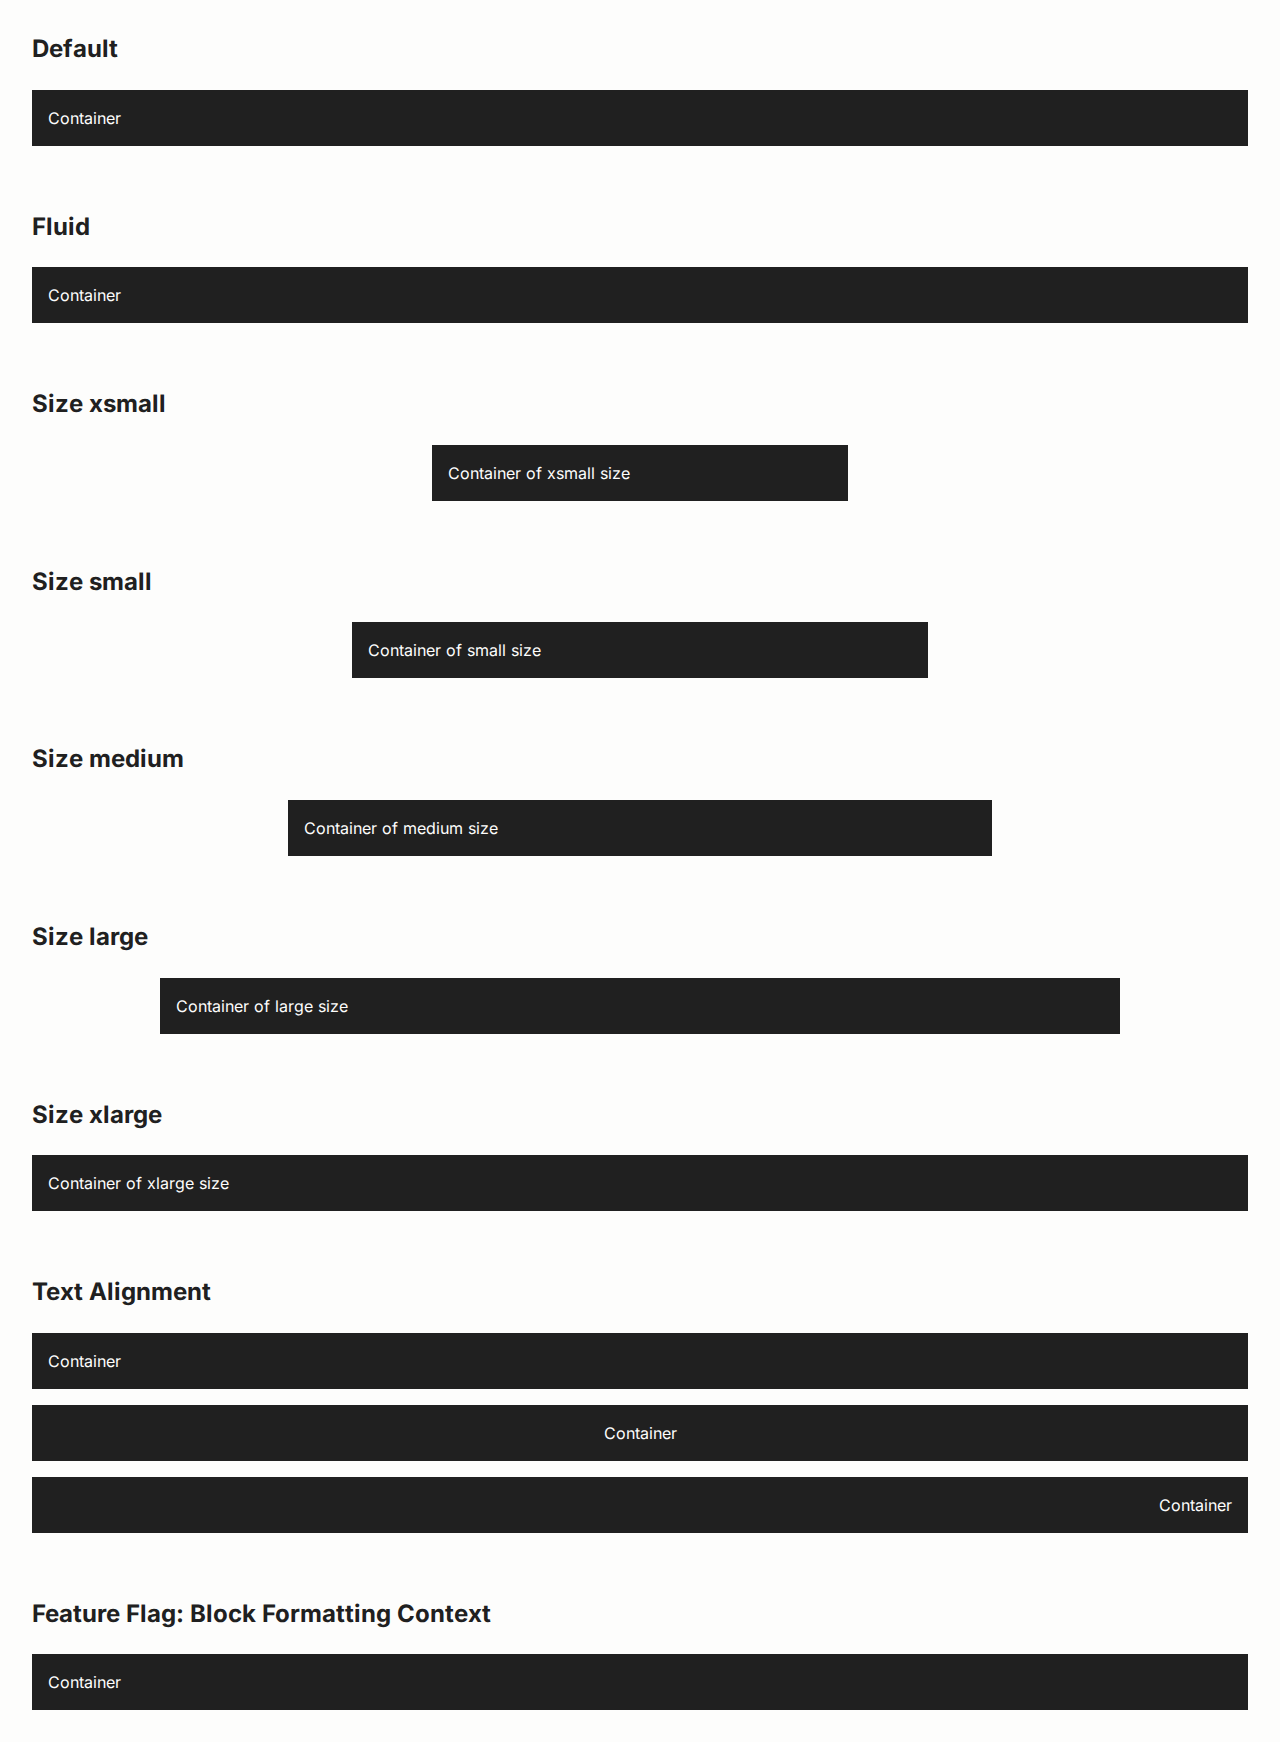 Default
Container
Fluid
Container
Size xsmall
Container of xsmall size
Size small
Container of small size
Size medium
Container of medium size
Size large
Container of large size
Size xlarge
Container of xlarge size
Text Alignment
Container
Container
Container
Feature Flag: Block Formatting Context
Container